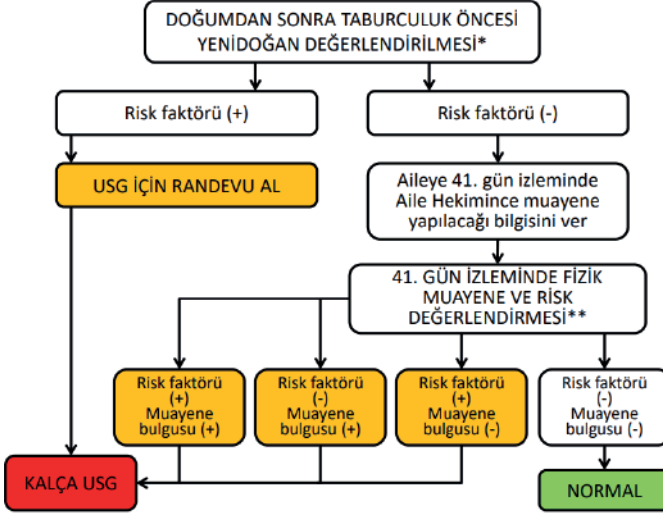 DOĞUMDAN SONRA TABURCULUK ÖNCESİ
YENİDOĞAN DEĞERLENDİRİLMESİ*
Risk faktörü (+)
Risk faktörü (-)
USG İÇİN RANDEVU AL
Aileye 41. gün izleminde
Aile Hekimince muayene
yapılacağı bilgisini ver
41. GÜN İZLEMİNDE FİZİK
MUAYENE VE RİSK
DEĞERLENDİRMESİ**
Risk faktörü
(+)
Muayene
bulgusu (+)
Risk faktörü
(-)
Muayene
bulgusu (+)
Risk faktörü
(+)
Muayene
bulgusu (-)
Risk faktörü
(-)
Muayene
bulgusu (-)
KALÇA USG
NORMAL